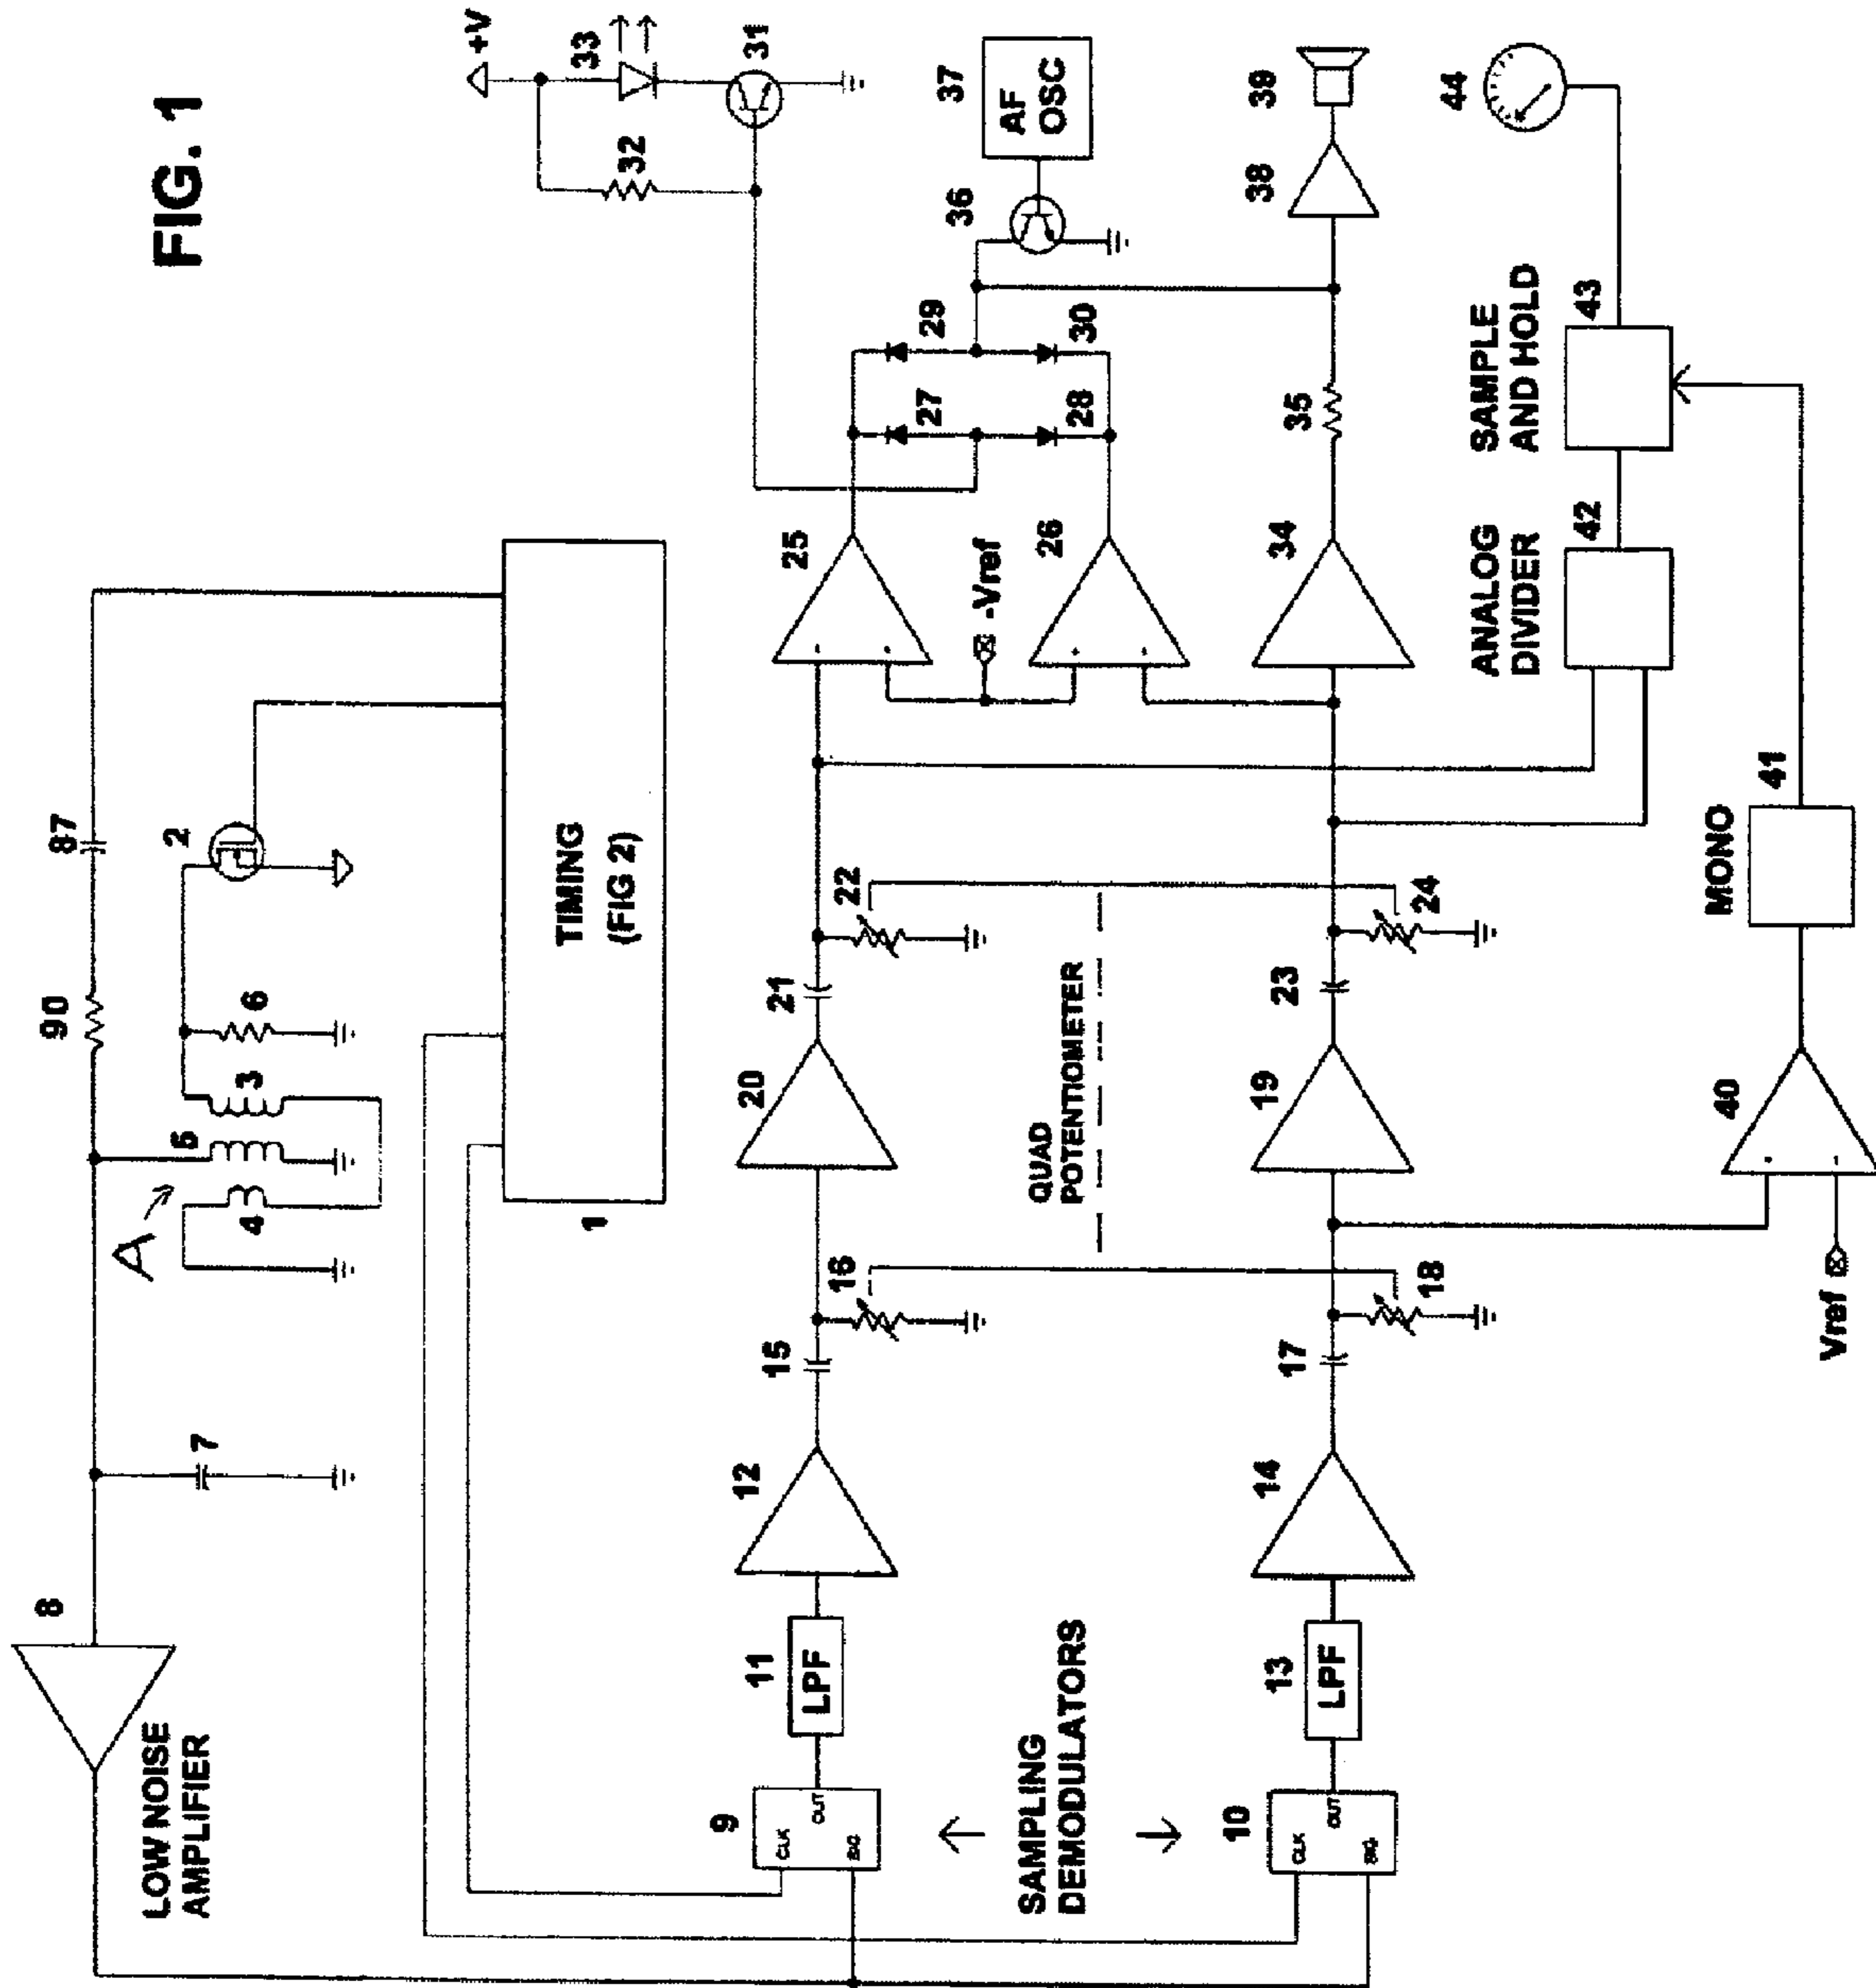 FIG. 1
+V
33
31
32
37
AF
OSC
36
39
38
44
29
30
27
28
35
SAMPLE
AND HOLD
43
25
26
-Vref
34
ANALOG
DIVIDER
42
87
2
TIMING
(FIG 2)
1
90
6
3
5
4
A
22
24
MONO
41
21
23
QUAD
POTENTIOMETER
20
19
40
Vref
16
18
15
17
7
12
14
8
LOW NOISE
AMPLIFIER
11
LPF
13
LPF
SAMPLING
DEMODULATORS
9
CLK
OUT
SIG
10
CLK
OUT
SIG